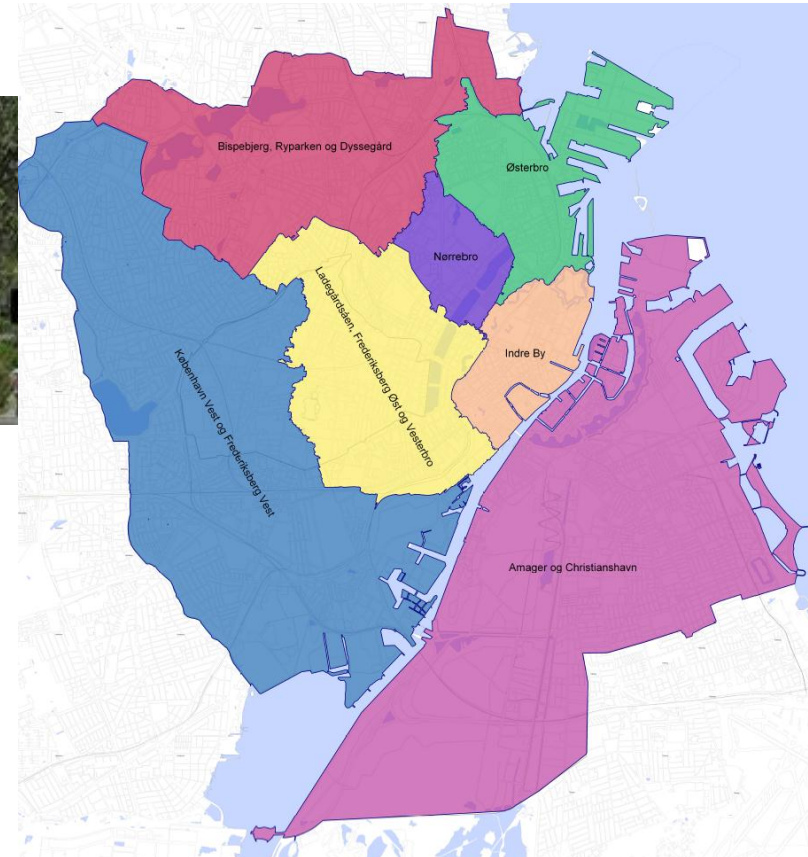 Bispebjerg, Ryparken og Dyssegård
Østerbro
Nørrebro
Ladegårdsåen, Frederiksberg Øst og Vesterbro
Indre By
København Vest og Frederiksberg Vest
Amager og Christianshavn